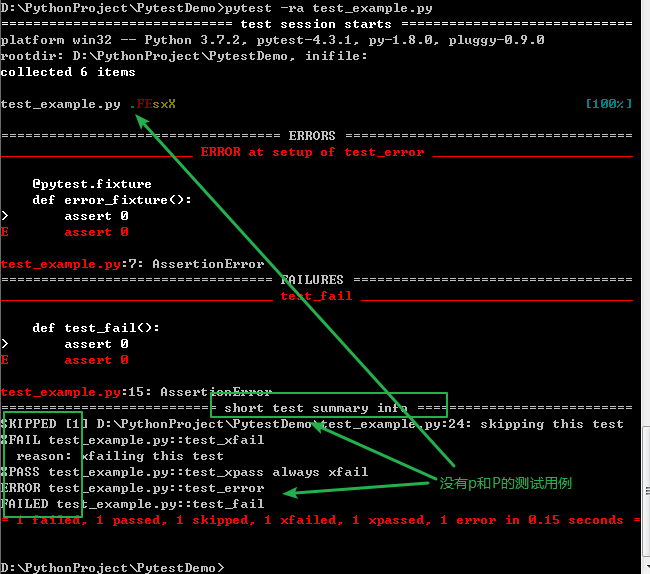 D:\PythonProject\PytestDemo>pytest -ra test_example.py
============================= test session starts =============================
platform win32 -- Python 3.7.2, pytest-4.3.1, py-1.8.0, pluggy-0.9.0
rootdir: D:\PythonProject\PytestDemo, inifile:
collected 6 items
test_example.py .FEsxX [100%]
=================================== ERRORS ====================================
________________________ ERROR at setup of test_error _________________________
@pytest.fixture
def error_fixture():
> assert 0
E assert 0
test_example.py:7: AssertionError
================================== FAILURES ===================================
__________________________________ test_fail __________________________________
def test_fail():
> assert 0
E assert 0
test_example.py:15: AssertionError
=========================== short test summary info ===========================
SKIPPED [1] D:\PythonProject\PytestDemo\test_example.py:24: skipping this test
XFAIL test_example.py::test_xfail
reason: xfailing this test
XPASS test_example.py::test_xpass always xfail
没有p和P的测试用例
ERROR test_example.py::test_error
FAILED test_example.py::test_fail
= 1 failed, 1 passed, 1 skipped, 1 xfailed, 1 xpassed, 1 error in 0.15 seconds =
D:\PythonProject\PytestDemo>